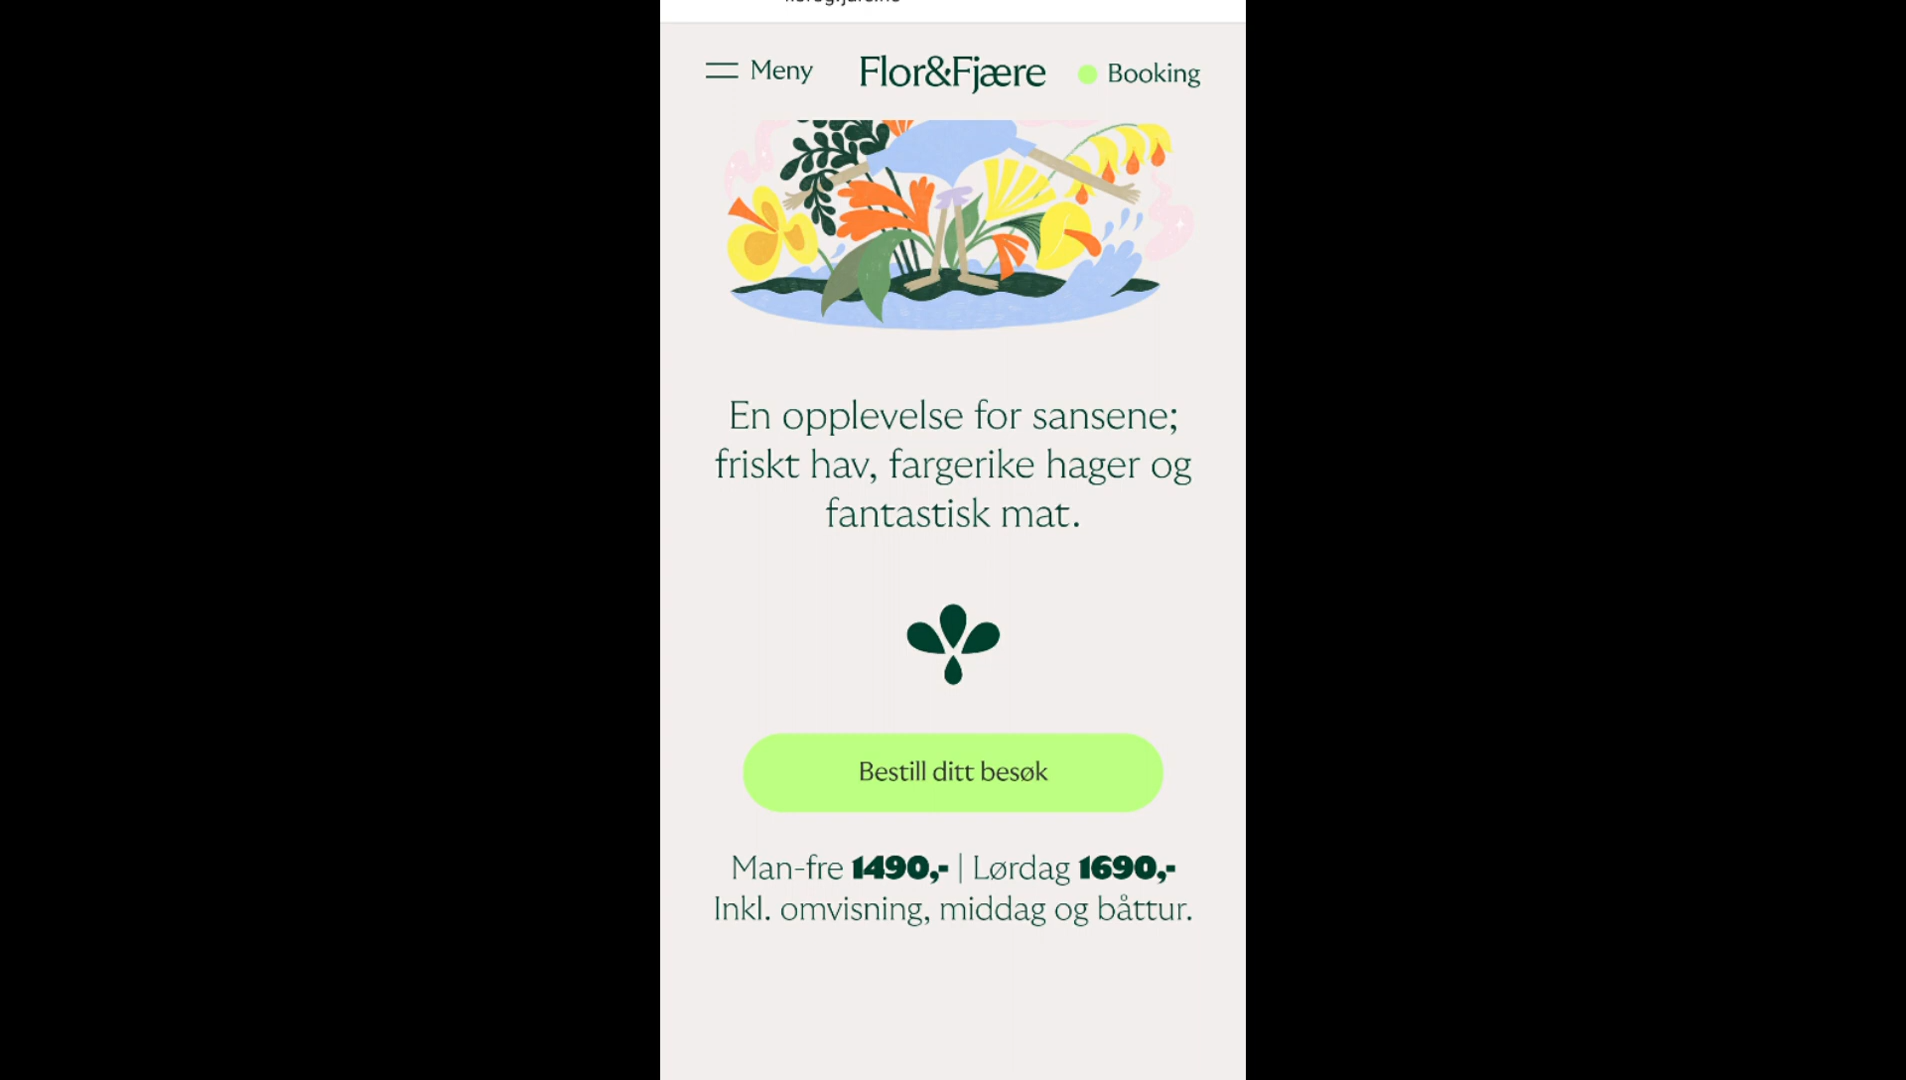 Meny
Flor&Fjære
Booking
En opplevelse for sansene;
friskt hav, fargerike hager og
fantastisk mat.
Bestill ditt besøk
Man-fre 1490,- | Lørdag 1690,-
Inkl. omvisning, middag og båttur.